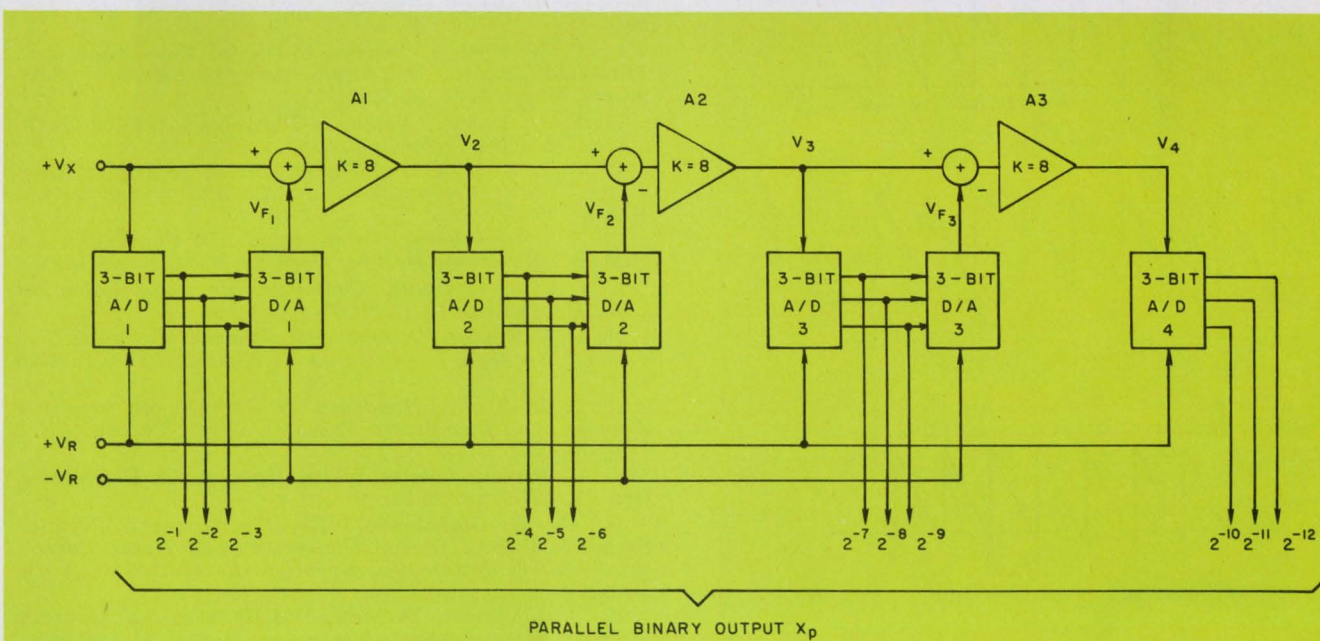 A1 A2 A3
+Vx + + - K = 8 V2 + + - K = 8 V3 + + - K = 8 V4
VF1 VF2 VF3
3-BIT 3-BIT 3-BIT 3-BIT 3-BIT 3-BIT 3-BIT
A/D D/A A/D D/A A/D D/A A/D
1 1 2 2 3 3 4
+VR
-VR
2-1 2-2 2-3 2-4 2-5 2-6 2-7 2-8 2-9 2-10 2-11 2-12
PARALLEL BINARY OUTPUT Xp